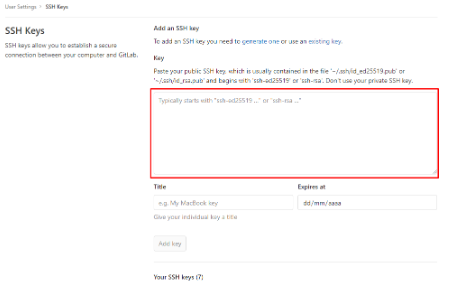 User Settings > SSH Keys
SSH Keys
SSH keys allow you to establish a secure
connection between your computer and GitLab.
Add an SSH key
To add an SSH key you need to generate one or use an existing key.
Key
Paste your public SSH key, which is usually contained in the file '~/.ssh/id_ed25519.pub' or
'~/.ssh/id_rsa.pub' and begins with 'ssh-ed25519' or 'ssh-rsa'. Don't use your private SSH key.
Typically starts with "ssh-ed25519 ..." or "ssh-rsa ..."
Title
Expires at
e.g. My MacBook key
dd/mm/aaaa
Give your individual key a title
Add key
Your SSH keys (7)